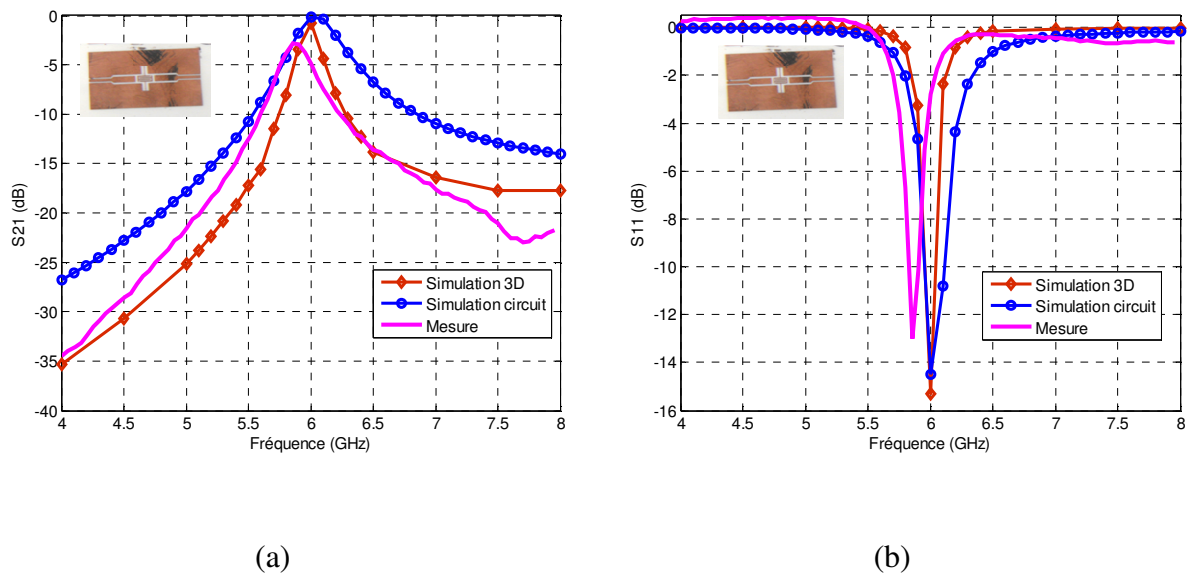 0
-5
-10
-15
-20
-25
-30
-35
-40
S21 (dB)
4 4.5 5 5.5 6 6.5 7 7.5 8
Fréquence (GHz)
Simulation 3D
Simulation circuit
Mesure
(a)
0
-2
-4
-6
-8
-10
-12
-14
-16
S11 (dB)
4 4.5 5 5.5 6 6.5 7 7.5 8
Fréquence (GHz)
Simulation 3D
Simulation circuit
Mesure
(b)